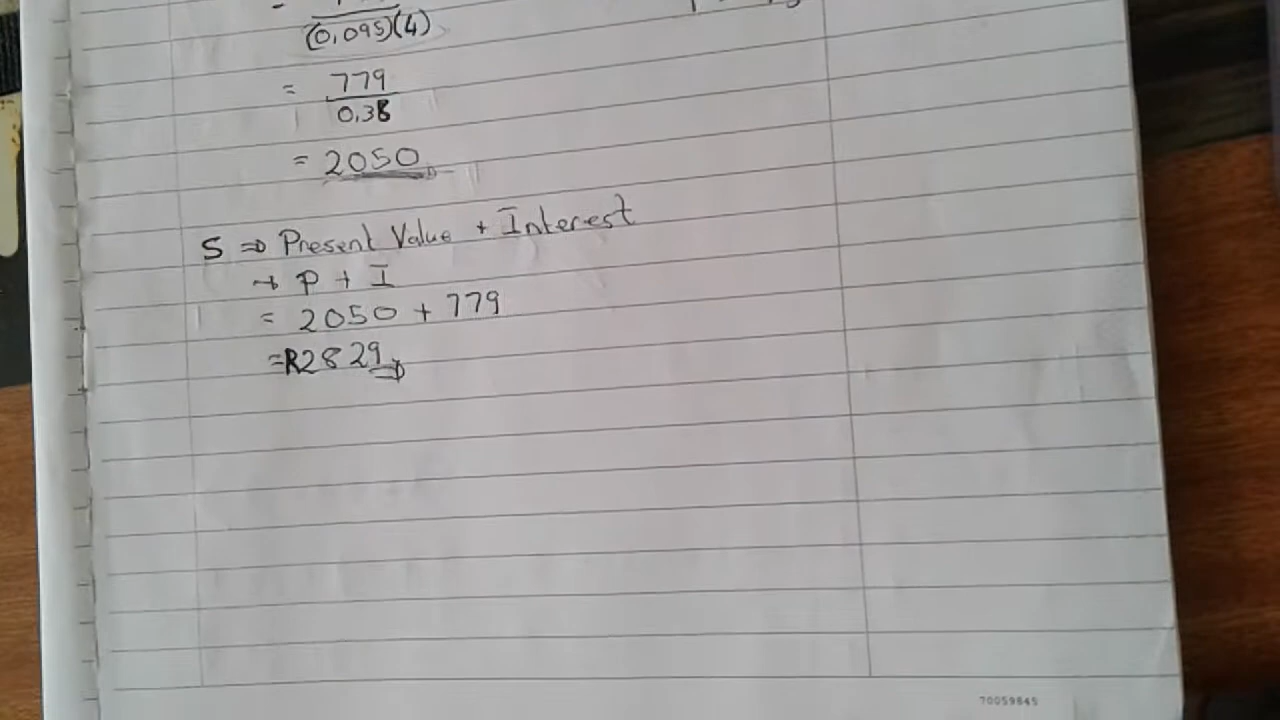 =
(0,095)(4)
= 779
0,38
= 2050
S ⇒ Present Value + Interest
→ P + I
= 2050 + 779
=R2829
70059845